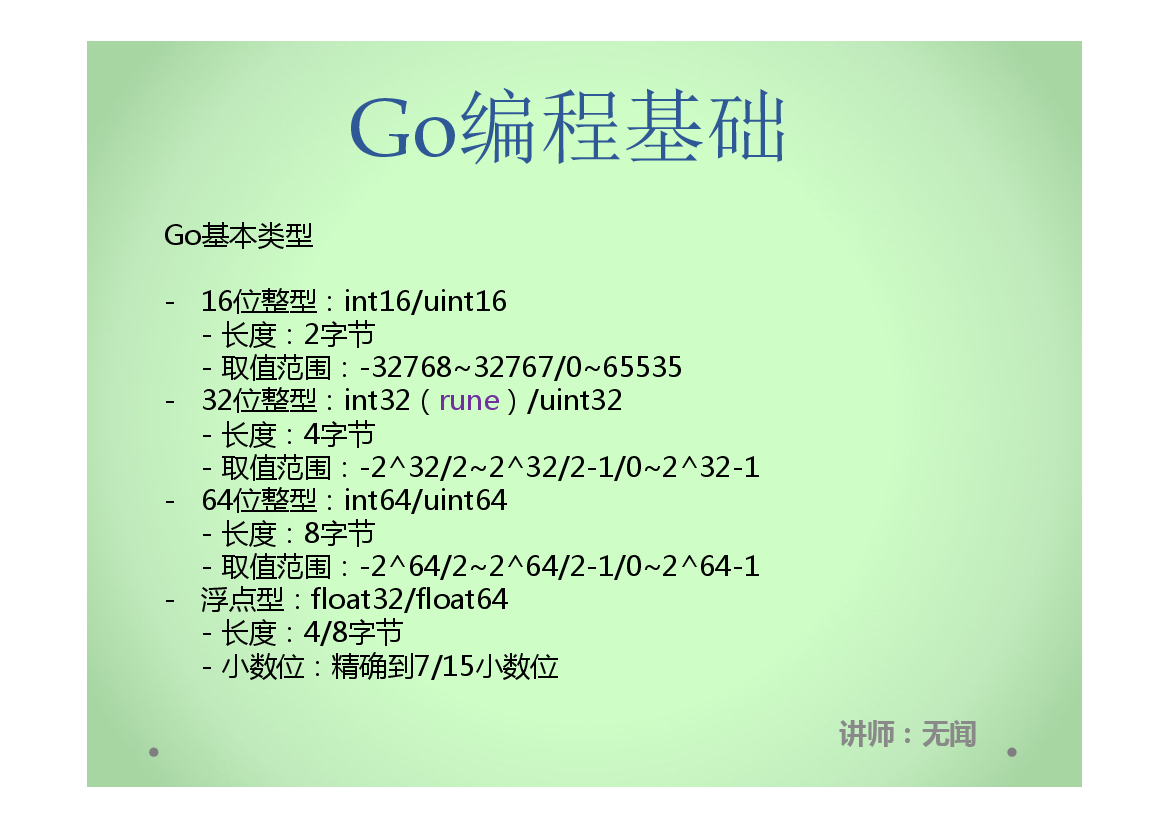 Go编程基础
Go基本类型
- 16位整型：int16/uint16
- 长度：2字节
- 取值范围：-32768~32767/0~65535
- 32位整型：int32（rune）/uint32
- 长度：4字节
- 取值范围：-2^32/2~2^32/2-1/0~2^32-1
- 64位整型：int64/uint64
- 长度：8字节
- 取值范围：-2^64/2~2^64/2-1/0~2^64-1
- 浮点型：float32/float64
- 长度：4/8字节
- 小数位：精确到7/15小数位
讲师：无闻